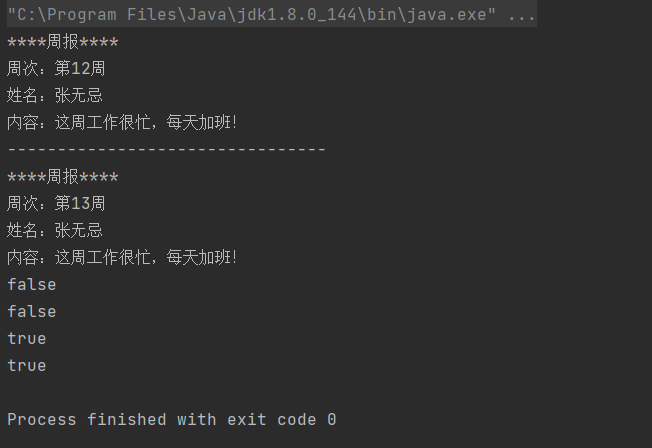 "C:\Program Files\Java\jdk1.8.0_144\bin\java.exe" ...
****周报****
周次：第12周
姓名：张无忌
内容：这周工作很忙，每天加班！
--------------------------------
****周报****
周次：第13周
姓名：张无忌
内容：这周工作很忙，每天加班！
false
false
true
true
Process finished with exit code 0